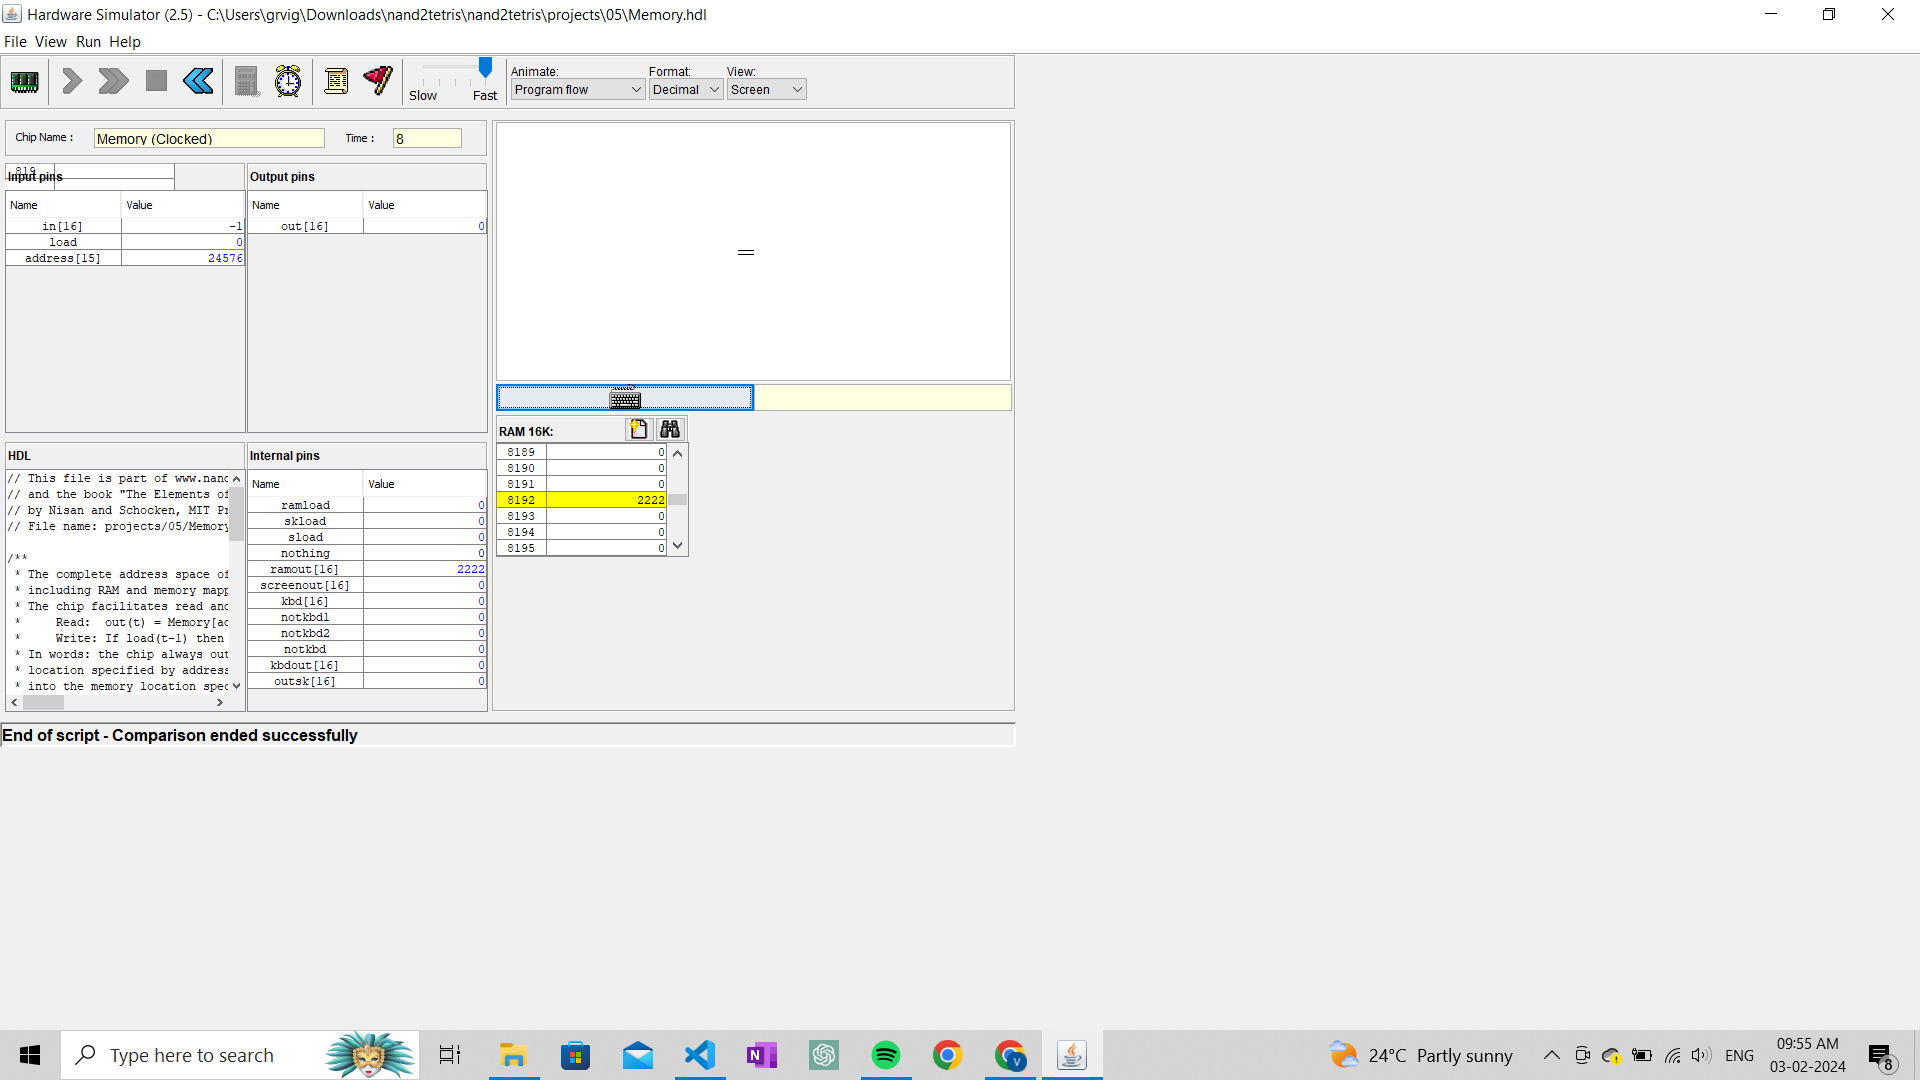 Hardware Simulator (2.5) - C:\Users\grvig\Downloads\nand2tetris\nand2tetris\projects\05\Memory.hdl
File View Run Help
Slow Fast
Animate: Format: View:
Program flow Decimal Screen
Chip Name : Memory (Clocked) Time : 8
819
Input pins
Name Value
in[16] -1
load 0
address[15] 24576
Output pins
Name Value
out[16] 0
RAM 16K:
8189 0
8190 0
8191 0
8192 2222
8193 0
8194 0
8195 0
HDL
// This file is part of www.nand
// and the book "The Elements of
// by Nisan and Schocken, MIT Pr
// File name: projects/05/Memory
/**
* The complete address space of
* including RAM and memory mapp
* The chip facilitates read and
* Read: out(t) = Memory[ad
* Write: If load(t-1) then
* In words: the chip always out
* location specified by address
* into the memory location spec
Internal pins
Name Value
ramload 0
skload 0
sload 0
nothing 0
ramout[16] 2222
screenout[16] 0
kbd[16] 0
notkbd1 0
notkbd2 0
notkbd 0
kbdout[16] 0
outsk[16] 0
End of script - Comparison ended successfully
Type here to search
24°C Partly sunny
ENG
09:55 AM
03-02-2024
8